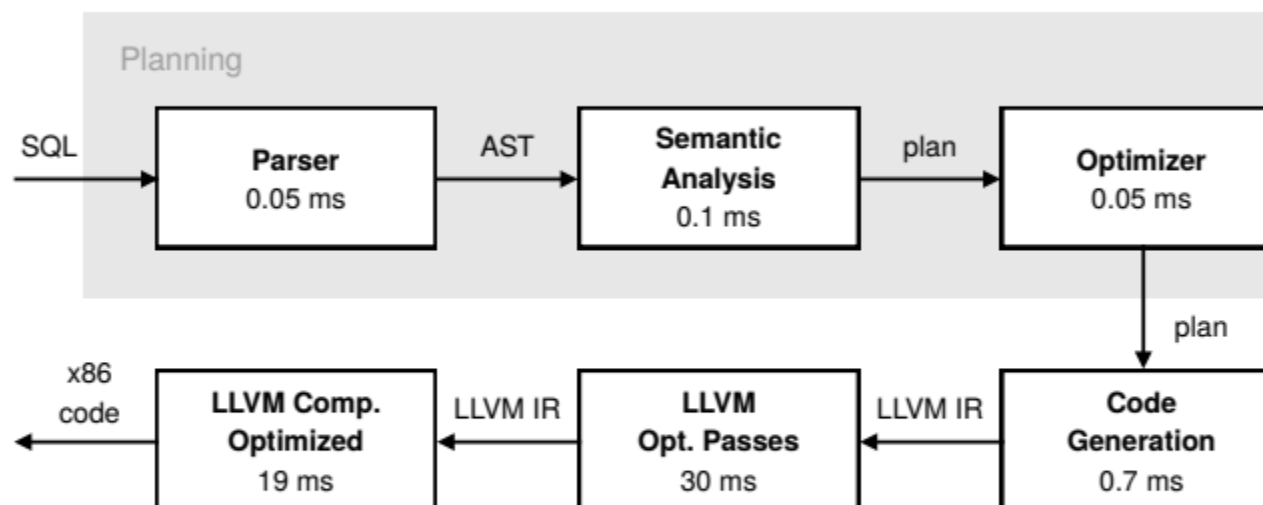 Planning
SQL
Parser
0.05 ms
AST
Semantic
Analysis
0.1 ms
plan
Optimizer
0.05 ms
plan
x86
code
LLVM Comp.
Optimized
19 ms
LLVM IR
LLVM
Opt. Passes
30 ms
LLVM IR
Code
Generation
0.7 ms